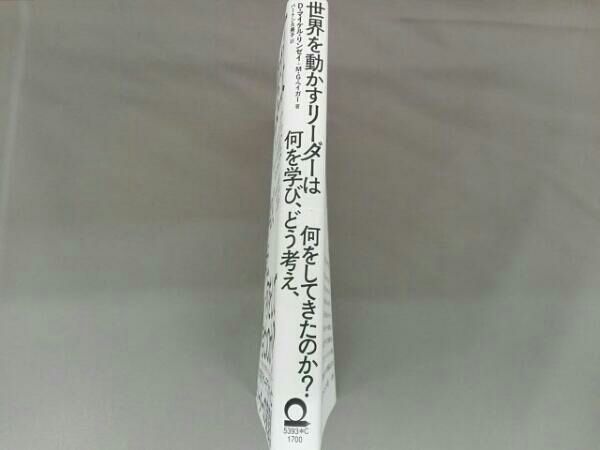 世界を動かすリーダーは
何を学び、どう考え、
何をしてきたのか?
D・マイケル・リンゼイ+M・G・ヘイガー 著
5393*C
1700